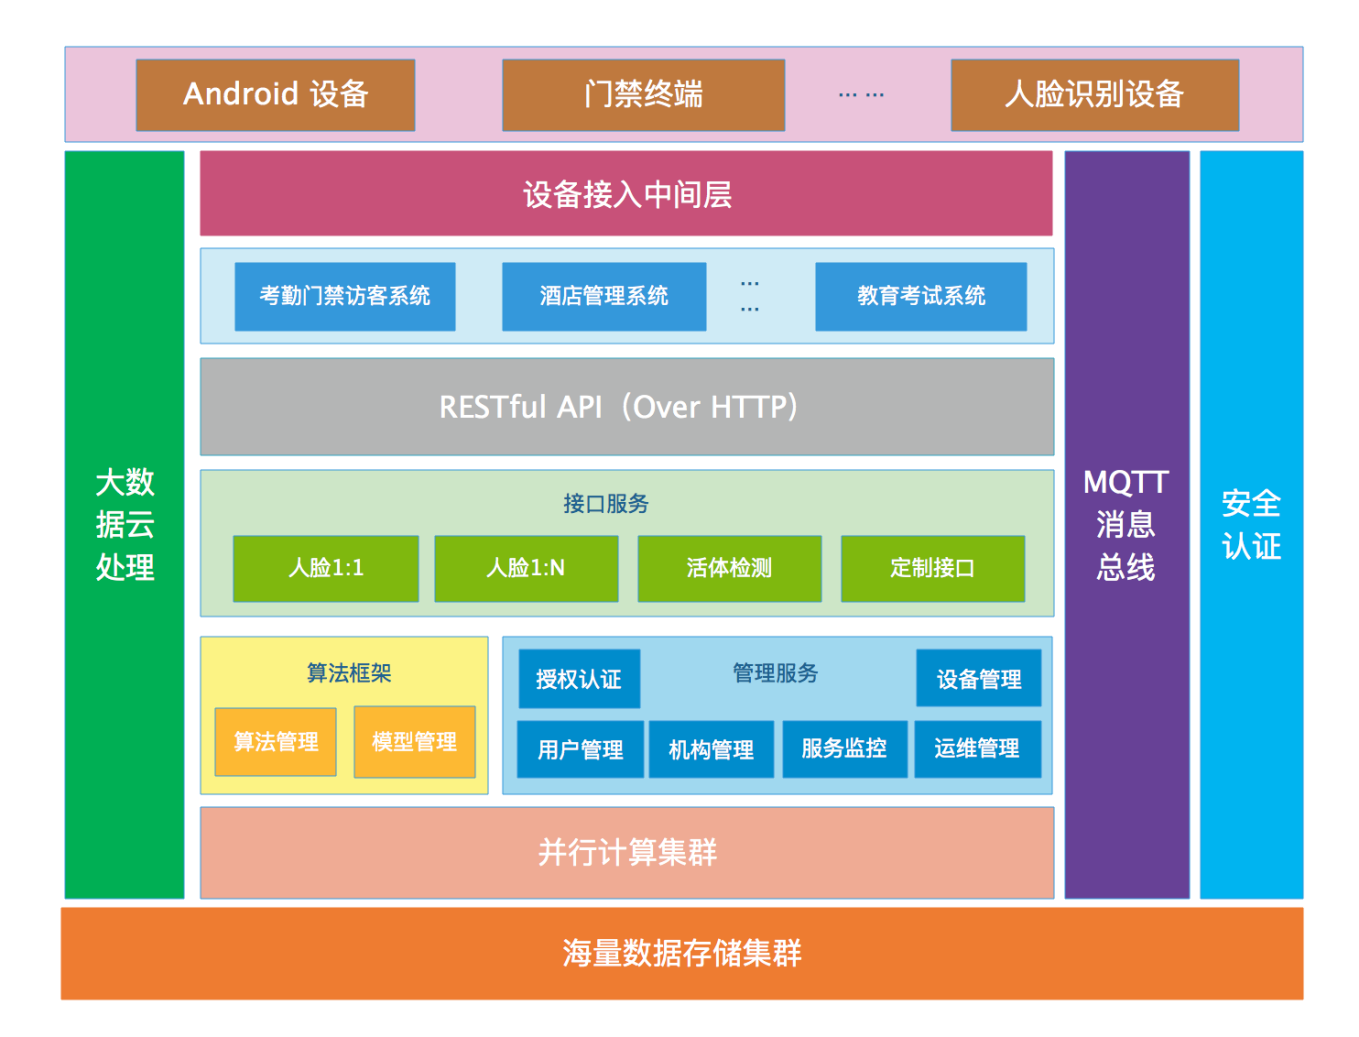 Android 设备
门禁终端
... ...
人脸识别设备
设备接入中间层
考勤门禁访客系统
酒店管理系统
...
...
教育考试系统
RESTful API（Over HTTP）
大数
据云
处理
MQTT
消息
总线
安全
认证
接口服务
人脸1:1
人脸1:N
活体检测
定制接口
算法框架
算法管理
模型管理
管理服务
授权认证
设备管理
用户管理
机构管理
服务监控
运维管理
并行计算集群
海量数据存储集群